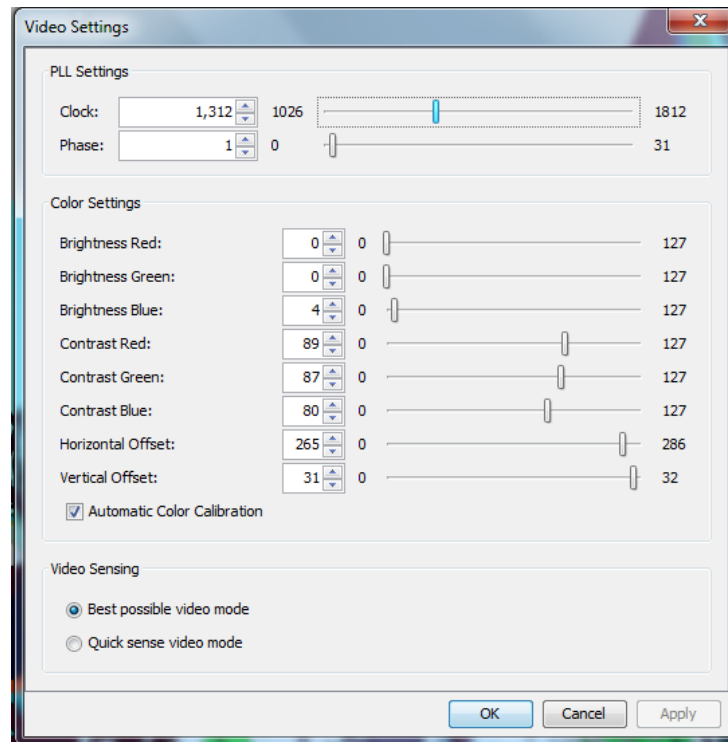 Video Settings
PLL Settings
Clock: 1,312 1026 1812
Phase: 1 0 31
Color Settings
Brightness Red: 0 0 127
Brightness Green: 0 0 127
Brightness Blue: 4 0 127
Contrast Red: 89 0 127
Contrast Green: 87 0 127
Contrast Blue: 80 0 127
Horizontal Offset: 265 0 286
Vertical Offset: 31 0 32
Automatic Color Calibration
Video Sensing
Best possible video mode
Quick sense video mode
OK Cancel Apply